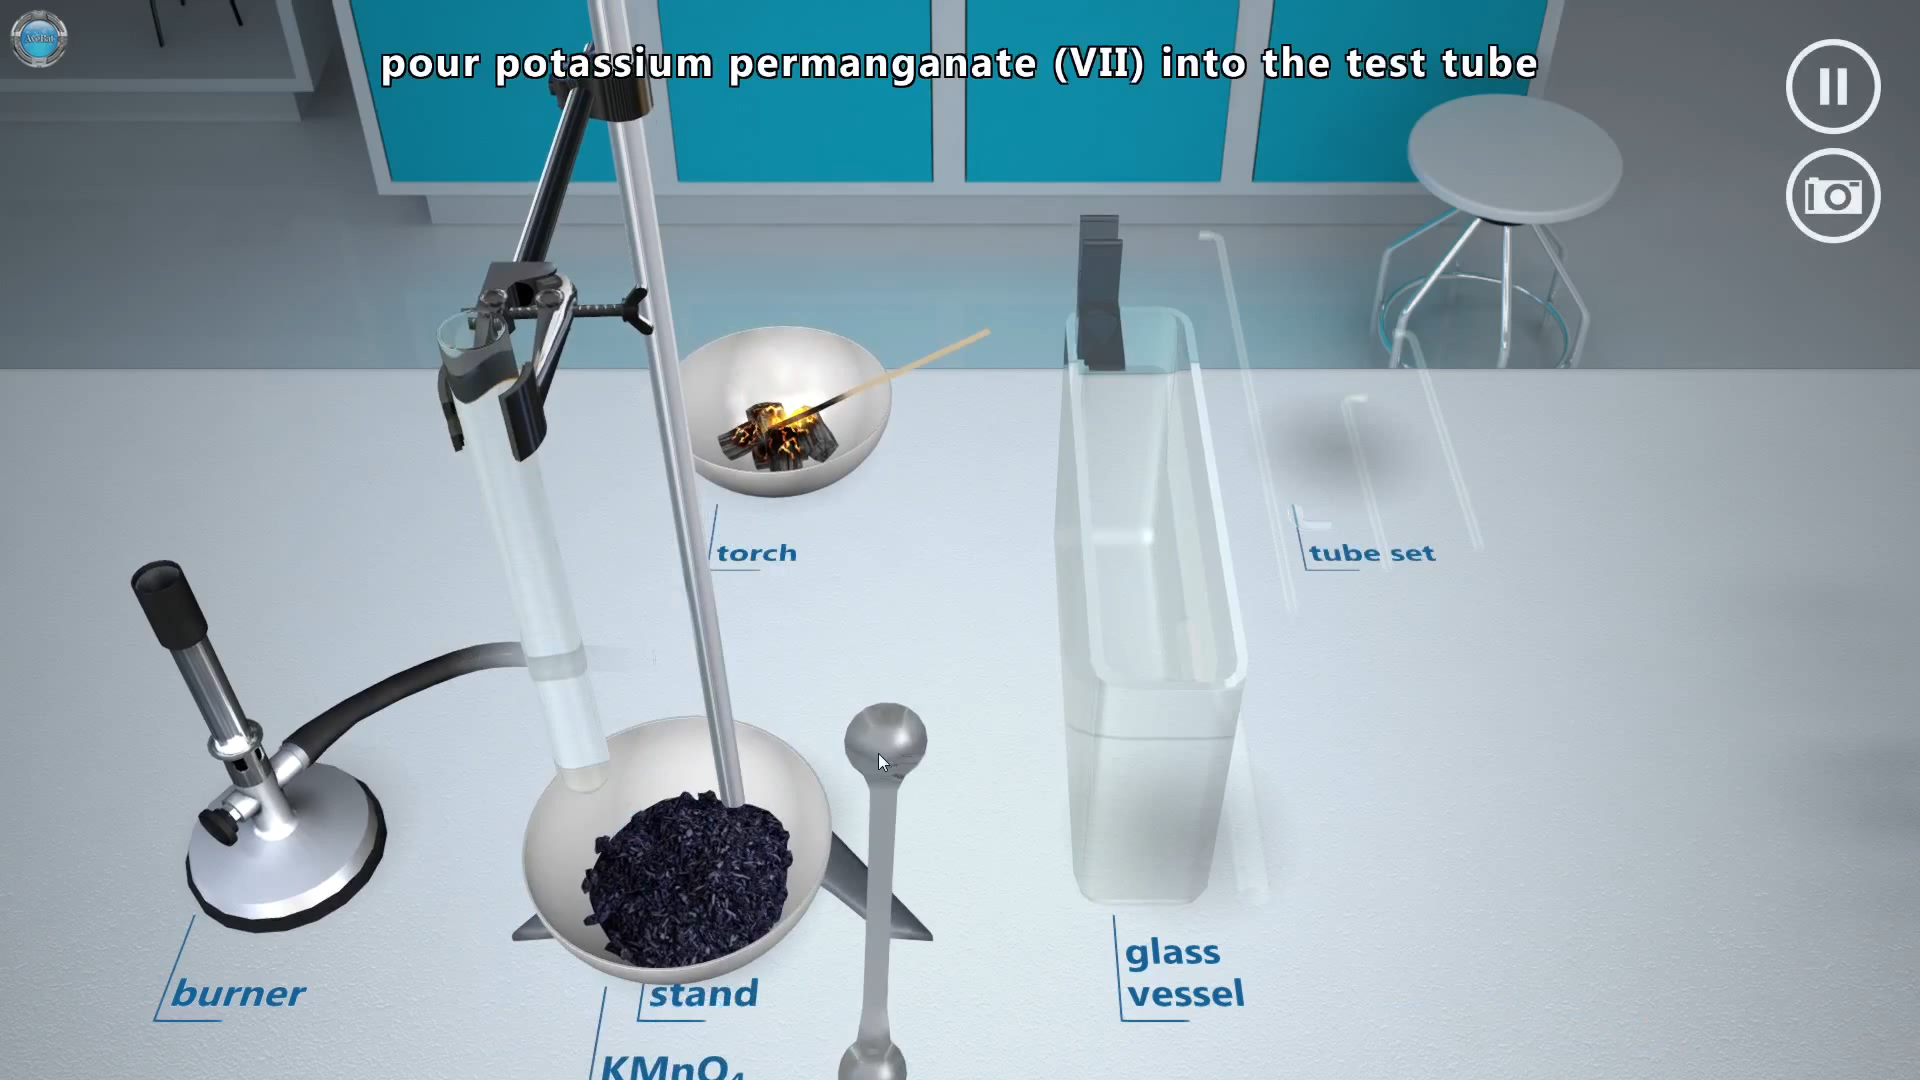 pour potassium permanganate (VII) into the test tube
torch
tube set
glass
vessel
burner
stand
KMnO₄